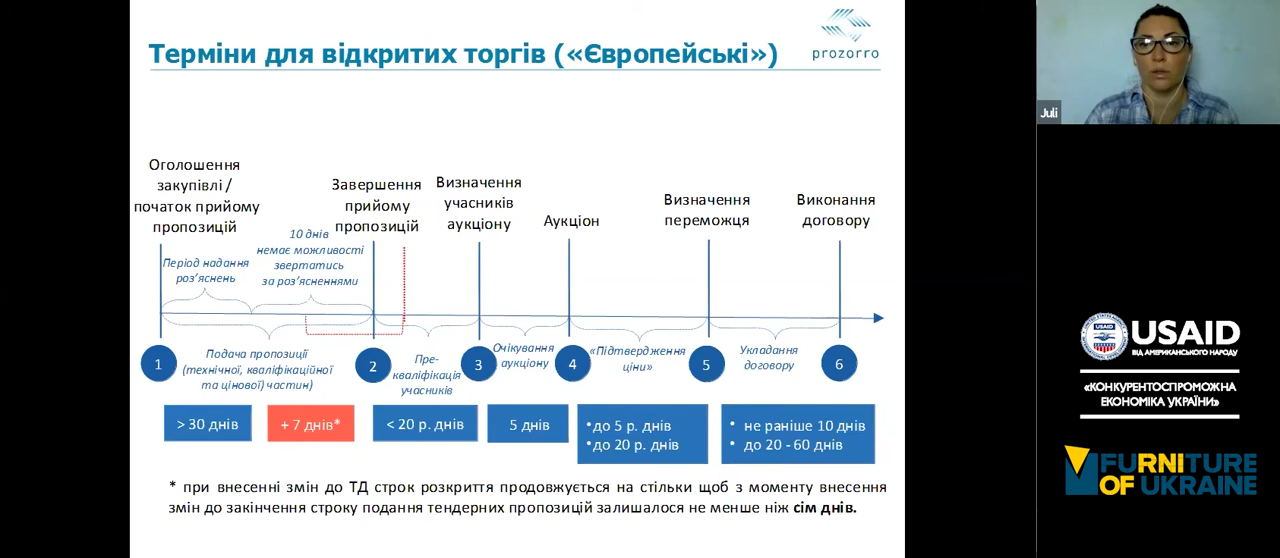 Терміни для відкритих торгів («Європейські»)
prozorro
Оголошення
закупівлі /
початок прийому
пропозицій
Завершення
прийому
пропозицій
Визначення
учасників
аукціону
Аукціон
Визначення
переможця
Виконання
договору
Період надання
роз’яснень
10 днів
немає можливості
звертатись
за роз’ясненнями
1
Подача пропозиції
(технічної, кваліфікаційної
та цінової) частин)
2
Пре-
кваліфікація
учасників
3
Очікування
аукціону
4
«Підтвердження
ціни»
5
Укладання
договору
6
> 30 днів
+ 7 днів*
< 20 р. днів
5 днів
•до 5 р. днів
•до 20 р. днів
• не раніше 10 днів
• до 20 - 60 днів
* при внесенні змін до ТД строк розкриття продовжується на стільки щоб з моменту внесення
змін до закінчення строку подання тендерних пропозицій залишалося не менше ніж сім днів.
Juli
USAID
USAID
ВІД АМЕРИКАНСЬКОГО НАРОДУ
«КОНКУРЕНТОСПРОМОЖНА
ЕКОНОМІКА УКРАЇНИ»
FURNITURE
OF UKRAINE